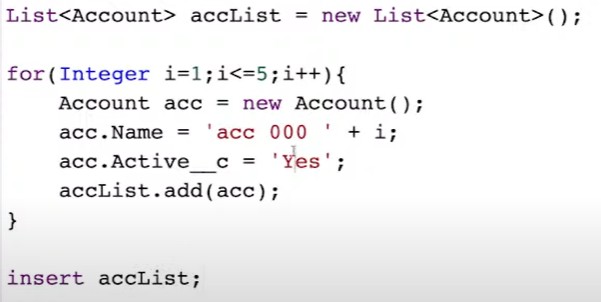 List<Account> accList = new List<Account>();
for(Integer i=1;i<=5;i++){
Account acc = new Account();
acc.Name = 'acc 000 ' + i;
acc.Active__c = 'Yes';
accList.add(acc);
}
insert accList;